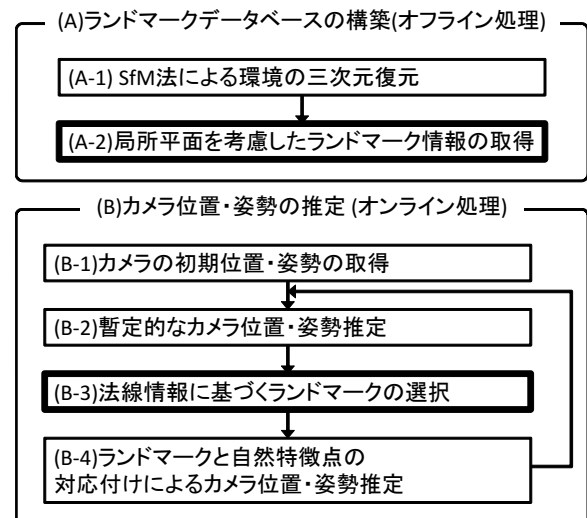 (A)ランドマークデータベースの構築(オフライン処理)
(A-1) SfM法による環境の三次元復元
(A-2)局所平面を考慮したランドマーク情報の取得
(B)カメラ位置・姿勢の推定 (オンライン処理)
(B-1)カメラの初期位置・姿勢の取得
(B-2)暫定的なカメラ位置・姿勢推定
(B-3)法線情報に基づくランドマークの選択
(B-4)ランドマークと自然特徴点の
対応付けによるカメラ位置・姿勢推定